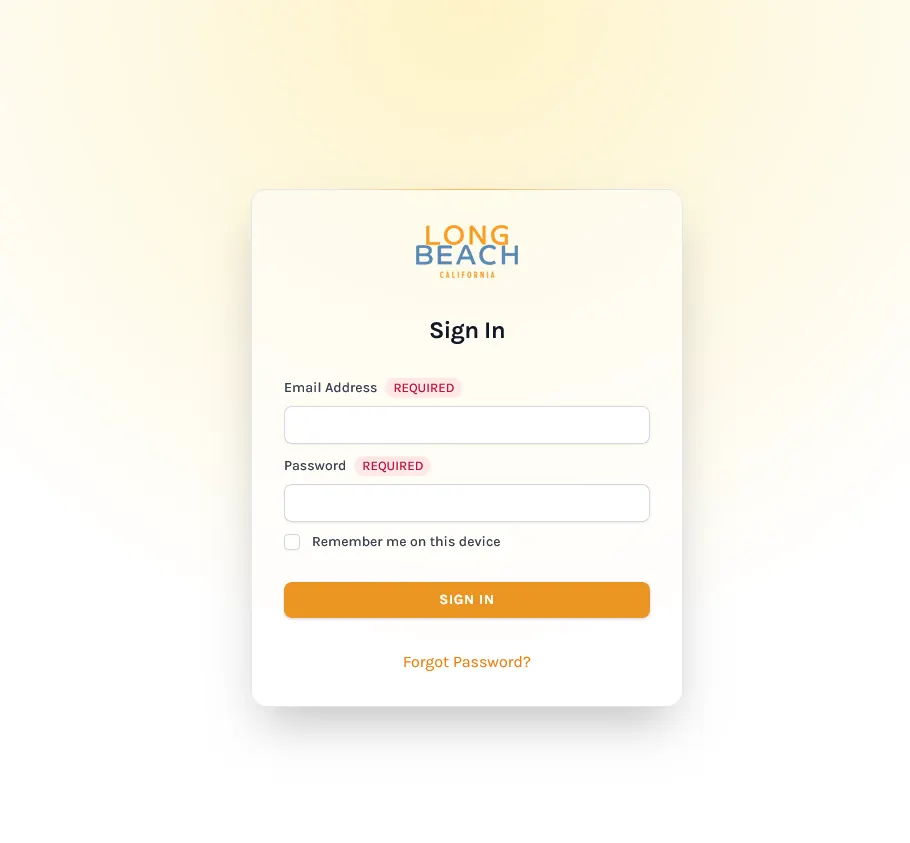 LONG
BEACH
CALIFORNIA
Sign In
Email Address REQUIRED
Password REQUIRED
Remember me on this device
SIGN IN
Forgot Password?